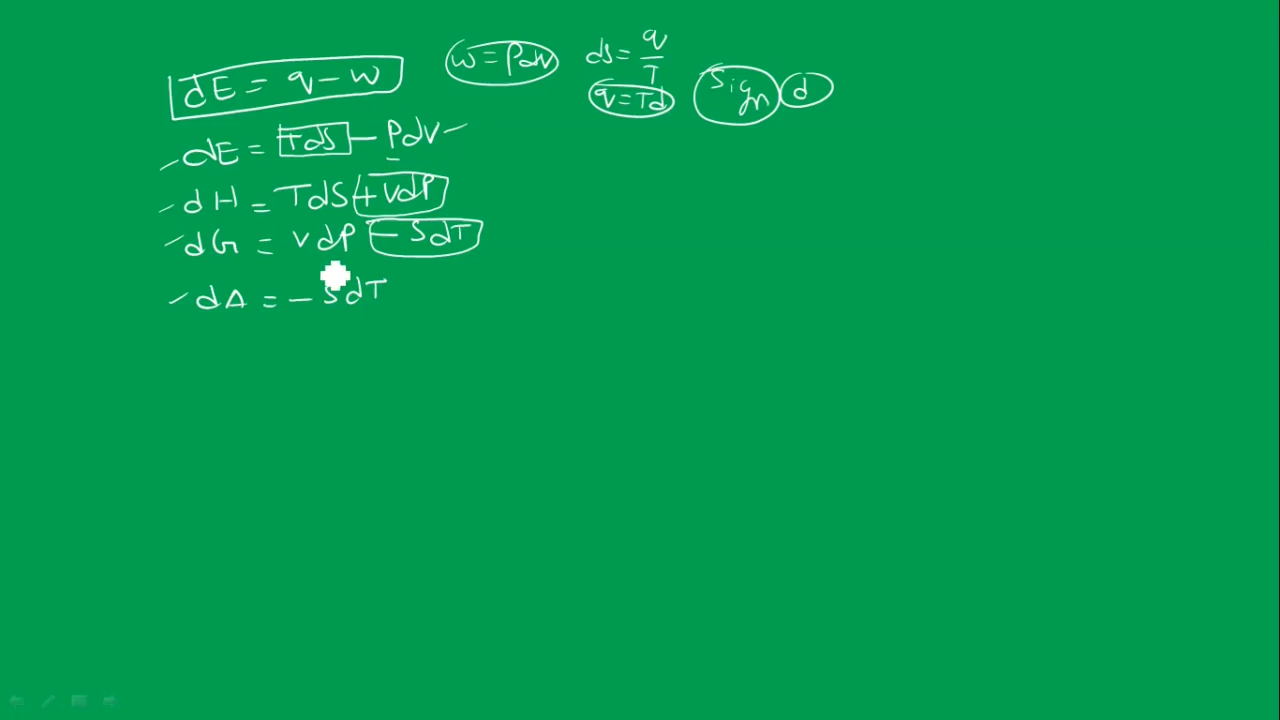 dE = q - w w = Pdv ds = q/T
q = Td Sign d
dE = TdS - PdV -
dH = TdS + VdP
dG = VdP - SdT
dA = - SdT